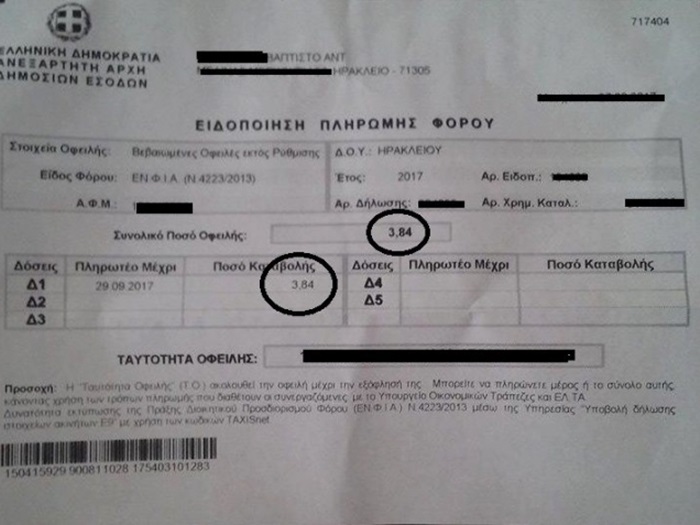 717404
ΕΛΛΗΝΙΚΗ ΔΗΜΟΚΡΑΤΙΑ
ΑΝΕΞΑΡΤΗΤΗ ΑΡΧΗ
ΔΗΜΟΣΙΩΝ ΕΣΟΔΩΝ
ΒΑΠΤΙΣΤΟ ΑΝΤ
ΗΡΑΚΛΕΙΟ - 71305
ΕΙΔΟΠΟΙΗΣΗ ΠΛΗΡΩΜΗΣ ΦΟΡΟΥ
Στοιχεία Οφειλής: Βεβαιωμένες Οφειλές εκτός Ρύθμισης Δ.Ο.Υ.: ΗΡΑΚΛΕΙΟΥ
Είδος Φόρου: ΕΝ.Φ.Ι.Α. (Ν.4223/2013) Έτος: 2017 Αρ. Ειδοπ.:
Α.Φ.Μ.: Αρ. Δήλωσης: Αρ. Χρημ. Καταλ.:
Συνολικό Ποσό Οφειλής: 3,84
Δόσεις Πληρωτέο Μέχρι Ποσό Καταβολής Δόσεις Πληρωτέο Μέχρι Ποσό Καταβολής
Δ1 29.09.2017 3,84 Δ4
Δ2 Δ5
Δ3
ΤΑΥΤΟΤΗΤΑ ΟΦΕΙΛΗΣ:
Προσοχή: Η "Ταυτότητα Οφειλής" (Τ.Ο.) ακολουθεί την οφειλή μέχρι την εξόφλησή της. Μπορείτε να πληρώνετε μέρος ή το σύνολο αυτής,
κάνοντας χρήση των τρόπων πληρωμής που διαθέτουν οι συνεργαζόμενες, με το Υπουργείο Οικονομικών Τράπεζες και ΕΛ.ΤΑ.
Δυνατότητα εκτύπωσης της Πράξης Διοικητικού Προσδιορισμού Φόρου (ΕΝ.Φ.Ι.Α.) Ν.4223/2013 μέσω της Υπηρεσίας "Υποβολή δήλωσης
στοιχείων ακινήτων Ε9" με χρήση των κωδικών TAXISnet
150415929 900811028 175403101283